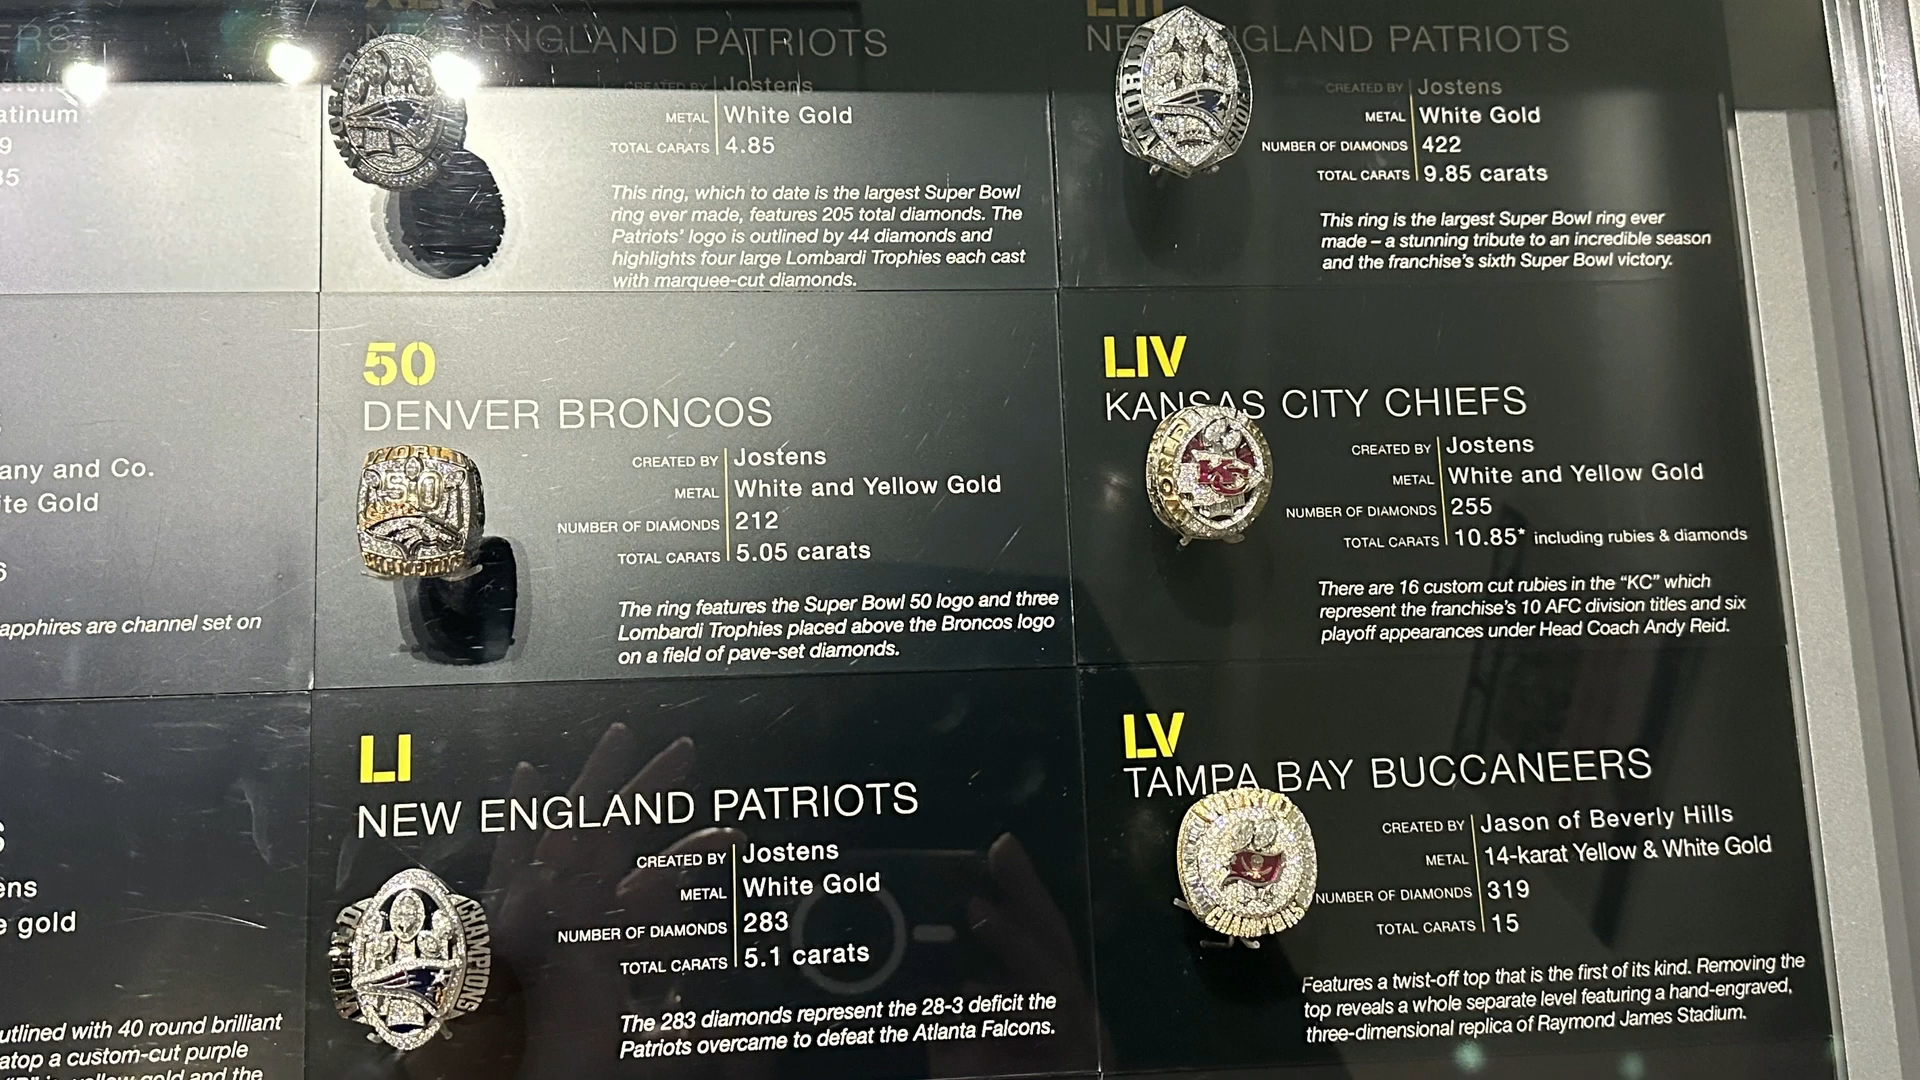 NEW ENGLAND PATRIOTS
CREATED BY Jostens
METAL White Gold
TOTAL CARATS 4.85
This ring, which to date is the largest Super Bowl
ring ever made, features 205 total diamonds. The
Patriots' logo is outlined by 44 diamonds and
highlights four large Lombardi Trophies each cast
with marquee-cut diamonds.
LIII
NEW ENGLAND PATRIOTS
CREATED BY Jostens
METAL White Gold
NUMBER OF DIAMONDS 422
TOTAL CARATS 9.85 carats
This ring is the largest Super Bowl ring ever
made – a stunning tribute to an incredible season
and the franchise's sixth Super Bowl victory.
any and Co.
te Gold
apphires are channel set on
50
DENVER BRONCOS
CREATED BY Jostens
METAL White and Yellow Gold
NUMBER OF DIAMONDS 212
TOTAL CARATS 5.05 carats
The ring features the Super Bowl 50 logo and three
Lombardi Trophies placed above the Broncos logo
on a field of pave-set diamonds.
WORLD
50
LIV
KANSAS CITY CHIEFS
CREATED BY Jostens
METAL White and Yellow Gold
NUMBER OF DIAMONDS 255
TOTAL CARATS 10.85* including rubies & diamonds
There are 16 custom cut rubies in the “KC” which
represent the franchise's 10 AFC division titles and six
playoff appearances under Head Coach Andy Reid.
WORLD
KC
ens
e gold
utlined with 40 round brilliant
atop a custom-cut purple
yellow gold and the
LI
NEW ENGLAND PATRIOTS
CREATED BY Jostens
METAL White Gold
NUMBER OF DIAMONDS 283
TOTAL CARATS 5.1 carats
The 283 diamonds represent the 28-3 deficit the
Patriots overcame to defeat the Atlanta Falcons.
WORLD
CHAMPIONS
LV
TAMPA BAY BUCCANEERS
CREATED BY Jason of Beverly Hills
METAL 14-karat Yellow & White Gold
NUMBER OF DIAMONDS 319
TOTAL CARATS 15
Features a twist-off top that is the first of its kind. Removing the
top reveals a whole separate level featuring a hand-engraved,
three-dimensional replica of Raymond James Stadium.
CHAMPIONS